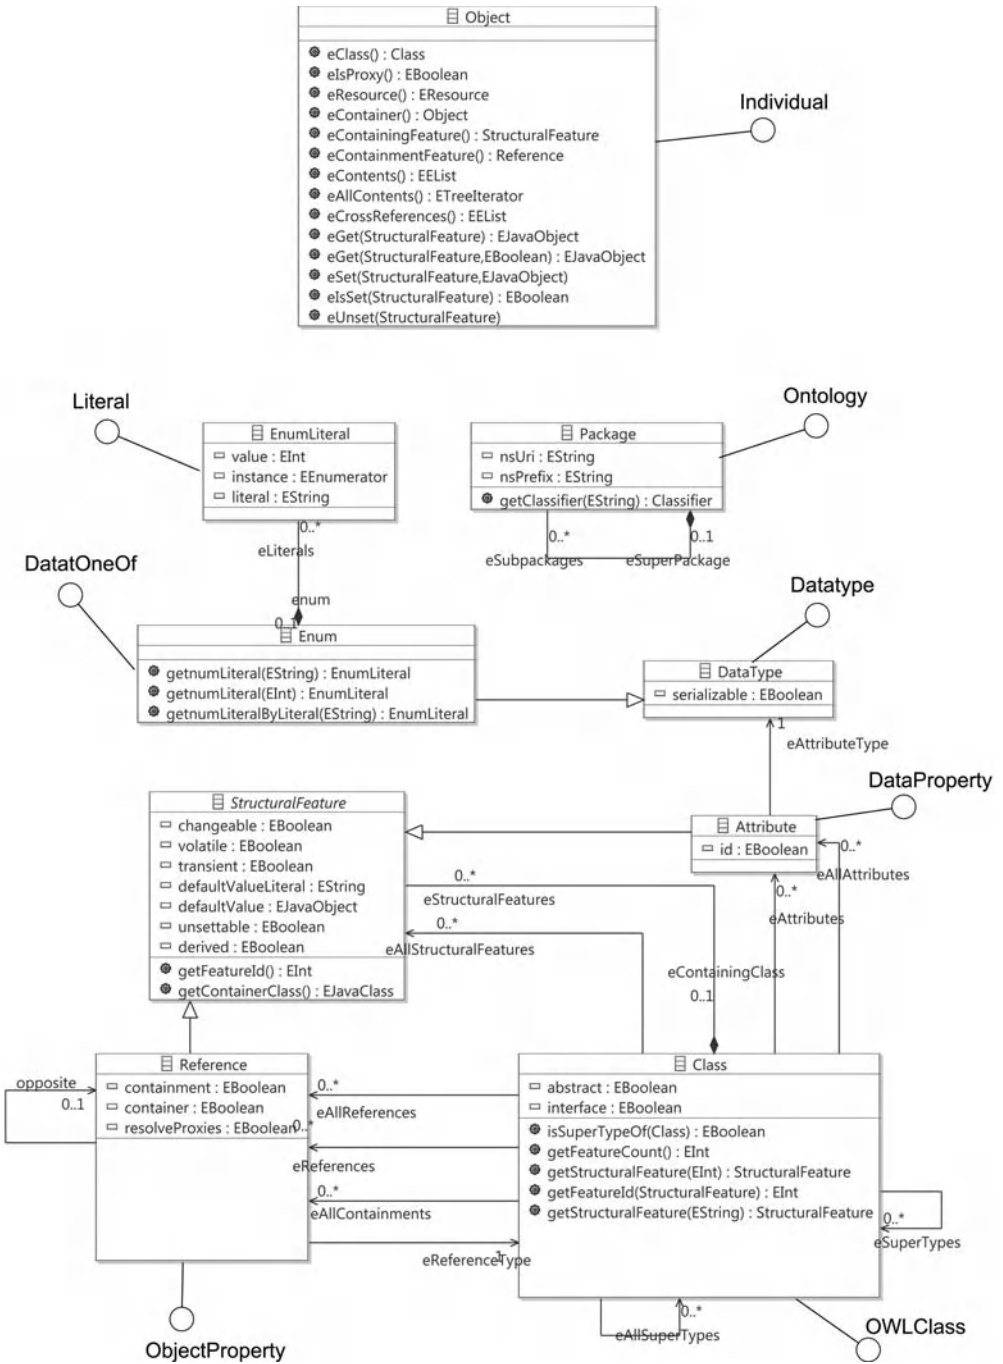 Object
eClass() : Class
eIsProxy() : EBoolean
eResource() : EResource
eContainer() : Object
eContainingFeature() : StructuralFeature
eContainmentFeature() : Reference
eContents() : EEList
eAllContents() : ETreeIterator
eCrossReferences() : EEList
eGet(StructuralFeature) : EJavaObject
eGet(StructuralFeature,EBoolean) : EJavaObject
eSet(StructuralFeature,EJavaObject)
eIsSet(StructuralFeature) : EBoolean
eUnset(StructuralFeature)
Individual
Literal
EnumLiteral
value : EInt
instance : EEnumerator
literal : EString
0..*
eLiterals
enum
0..1
Ontology
Package
nsUri : EString
nsPrefix : EString
getClassifier(EString) : Classifier
0..*
0..1
eSubpackages
eSuperPackage
DatatOneOf
Enum
getnumLiteral(EString) : EnumLiteral
getnumLiteral(EInt) : EnumLiteral
getnumLiteralByLiteral(EString) : EnumLiteral
Datatype
DataType
serializable : EBoolean
1
eAttributeType
DataProperty
Attribute
id : EBoolean
0..*
eAllAttributes
0..*
eAttributes
StructuralFeature
changeable : EBoolean
volatile : EBoolean
transient : EBoolean
defaultValueLiteral : EString
defaultValue : EJavaObject
unsettable : EBoolean
derived : EBoolean
getFeatureId() : EInt
getContainerClass() : EJavaClass
0..*
eStructuralFeatures
0..*
eAllStructuralFeatures
eContainingClass
0..1
Reference
containment : EBoolean
container : EBoolean
resolveProxies : EBoolean
opposite
0..1
0..*
eAllReferences
0..*
eReferences
0..*
eAllContainments
eReferenceType
1
Class
abstract : EBoolean
interface : EBoolean
isSuperTypeOf(Class) : EBoolean
getFeatureCount() : EInt
getStructuralFeature(EInt) : StructuralFeature
getFeatureId(StructuralFeature) : EInt
getStructuralFeature(EString) : StructuralFeature
0..*
eSuperTypes
0..*
eAllSuperTypes
OWLClass
ObjectProperty